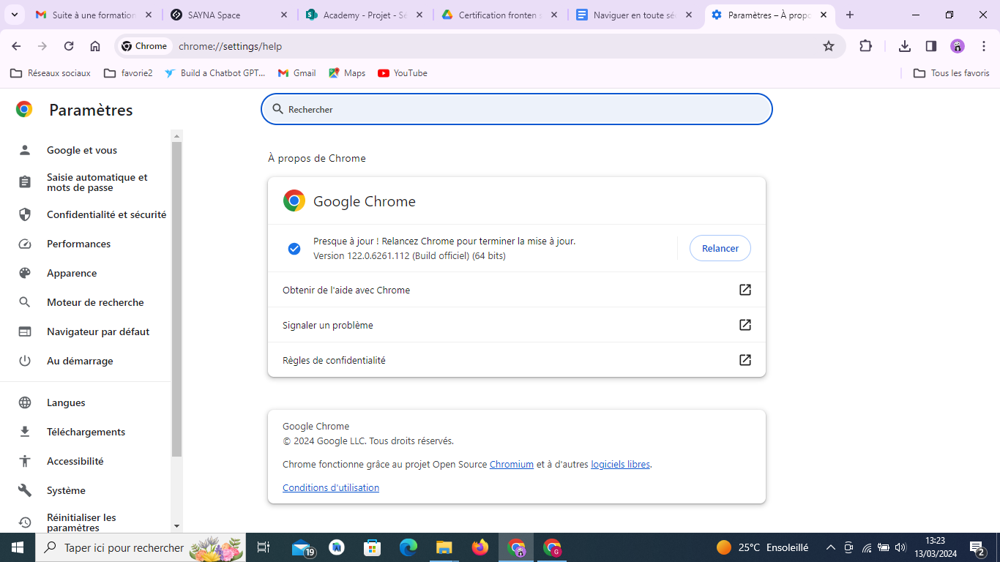 Suite à une formation
SAYNA Space
Academy - Projet - Sé
Certification fronten
Naviguer en toute séc
Paramètres – À propo
Chrome
chrome://settings/help
Réseaux sociaux
favorie2
Build a Chatbot GPT...
Gmail
Maps
YouTube
Tous les favoris
Paramètres
Rechercher
Google et vous
Saisie automatique et
mots de passe
Confidentialité et sécurité
Performances
Apparence
Moteur de recherche
Navigateur par défaut
Au démarrage
Langues
Téléchargements
Accessibilité
Système
Réinitialiser les
paramètres
À propos de Chrome
Google Chrome
Presque à jour ! Relancez Chrome pour terminer la mise à jour.
Version 122.0.6261.112 (Build officiel) (64 bits)
Relancer
Obtenir de l'aide avec Chrome
Signaler un problème
Règles de confidentialité
Google Chrome
© 2024 Google LLC. Tous droits réservés.
Chrome fonctionne grâce au projet Open Source Chromium et à d'autres logiciels libres.
Conditions d'utilisation
Taper ici pour rechercher
19
G
25°C Ensoleillé
13:23
13/03/2024
2